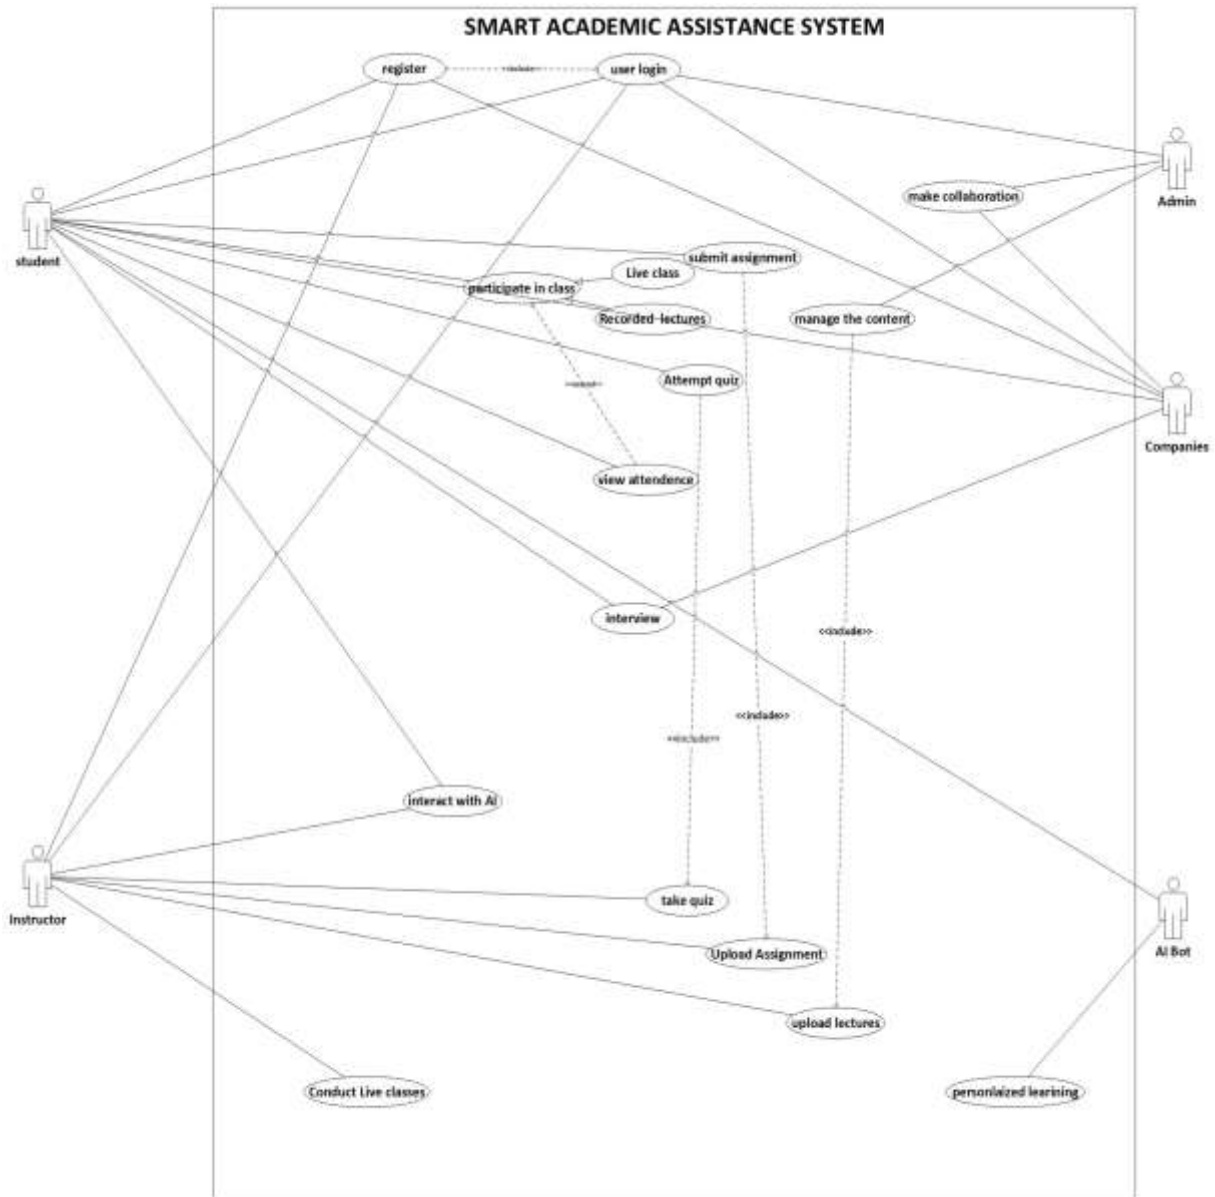 SMART ACADEMIC ASSISTANCE SYSTEM
register
<<include>>
user login
Admin
make collaboration
student
submit assignment
Live class
participate in class
Recorded-lectures
manage the content
Attempt quiz
Companies
view attendence
interview
<<include>>
<<include>>
<<include>>
interact with AI
take quiz
Instructor
Upload Assignment
AI Bot
upload lectures
Conduct Live classes
personlaized learining